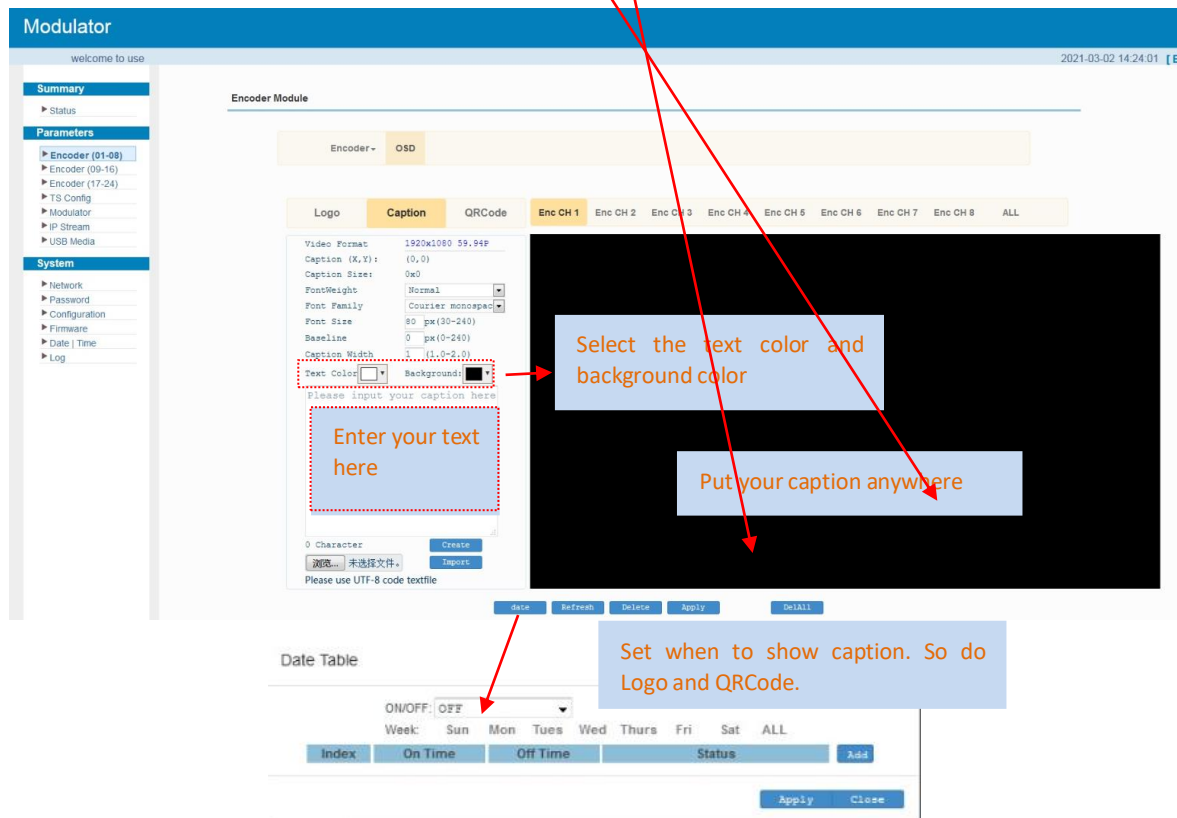 Modulator
welcome to use
2021-03-02 14:24:01 [ E
Summary
Status
Parameters
Encoder (01-08)
Encoder (09-16)
Encoder (17-24)
TS Config
Modulator
IP Stream
USB Media
System
Network
Password
Configuration
Firmware
Date | Time
Log
Encoder Module
Encoder OSD
Logo Caption QRCode Enc CH 1 Enc CH 2 Enc CH 3 Enc CH 4 Enc CH 5 Enc CH 6 Enc CH 7 Enc CH 8 ALL
Video Format 1920x1080 59.94P
Caption (X,Y): (0,0)
Caption Size: 0x0
FontWeight Normal
Font Family Courier monospac
Font Size 80 px(30-240)
Baseline 0 px(0-240)
Caption Width 1 (1.0-2.0)
Text Color Background:
Please input your caption here
Enter your text
here
Select the text color and
background color
Put your caption anywhere
0 Character Create
浏览... 未选择文件。 Import
Please use UTF-8 code textfile
date Refresh Delete Apply DelAll
Set when to show caption. So do
Logo and QRCode.
Date Table
ON/OFF: OFF
Week: Sun Mon Tues Wed Thurs Fri Sat ALL
Index On Time Off Time Status Add
Apply Close